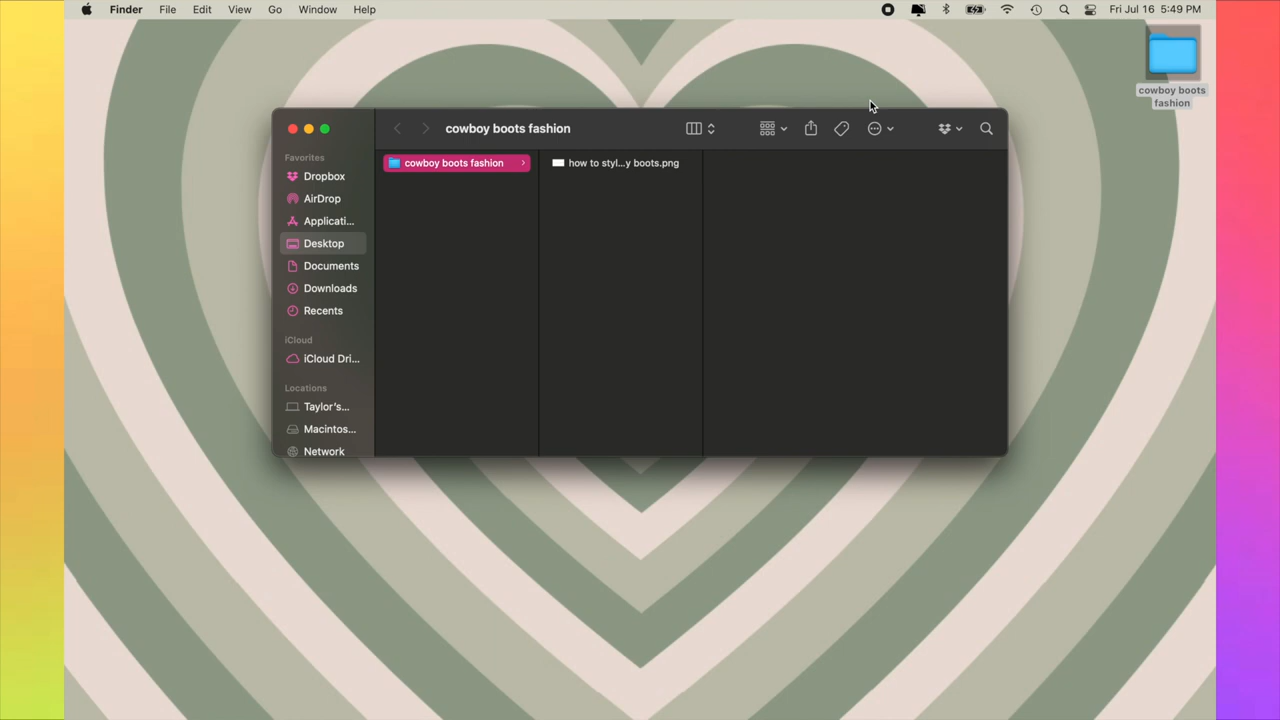 Finder File Edit View Go Window Help Fri Jul 16 5:49 PM
cowboy boots
fashion
cowboy boots fashion
Favorites
Dropbox
AirDrop
Applicati...
Desktop
Documents
Downloads
Recents
iCloud
iCloud Dri...
Locations
Taylor's...
Macintos...
Network
cowboy boots fashion
how to styl...y boots.png